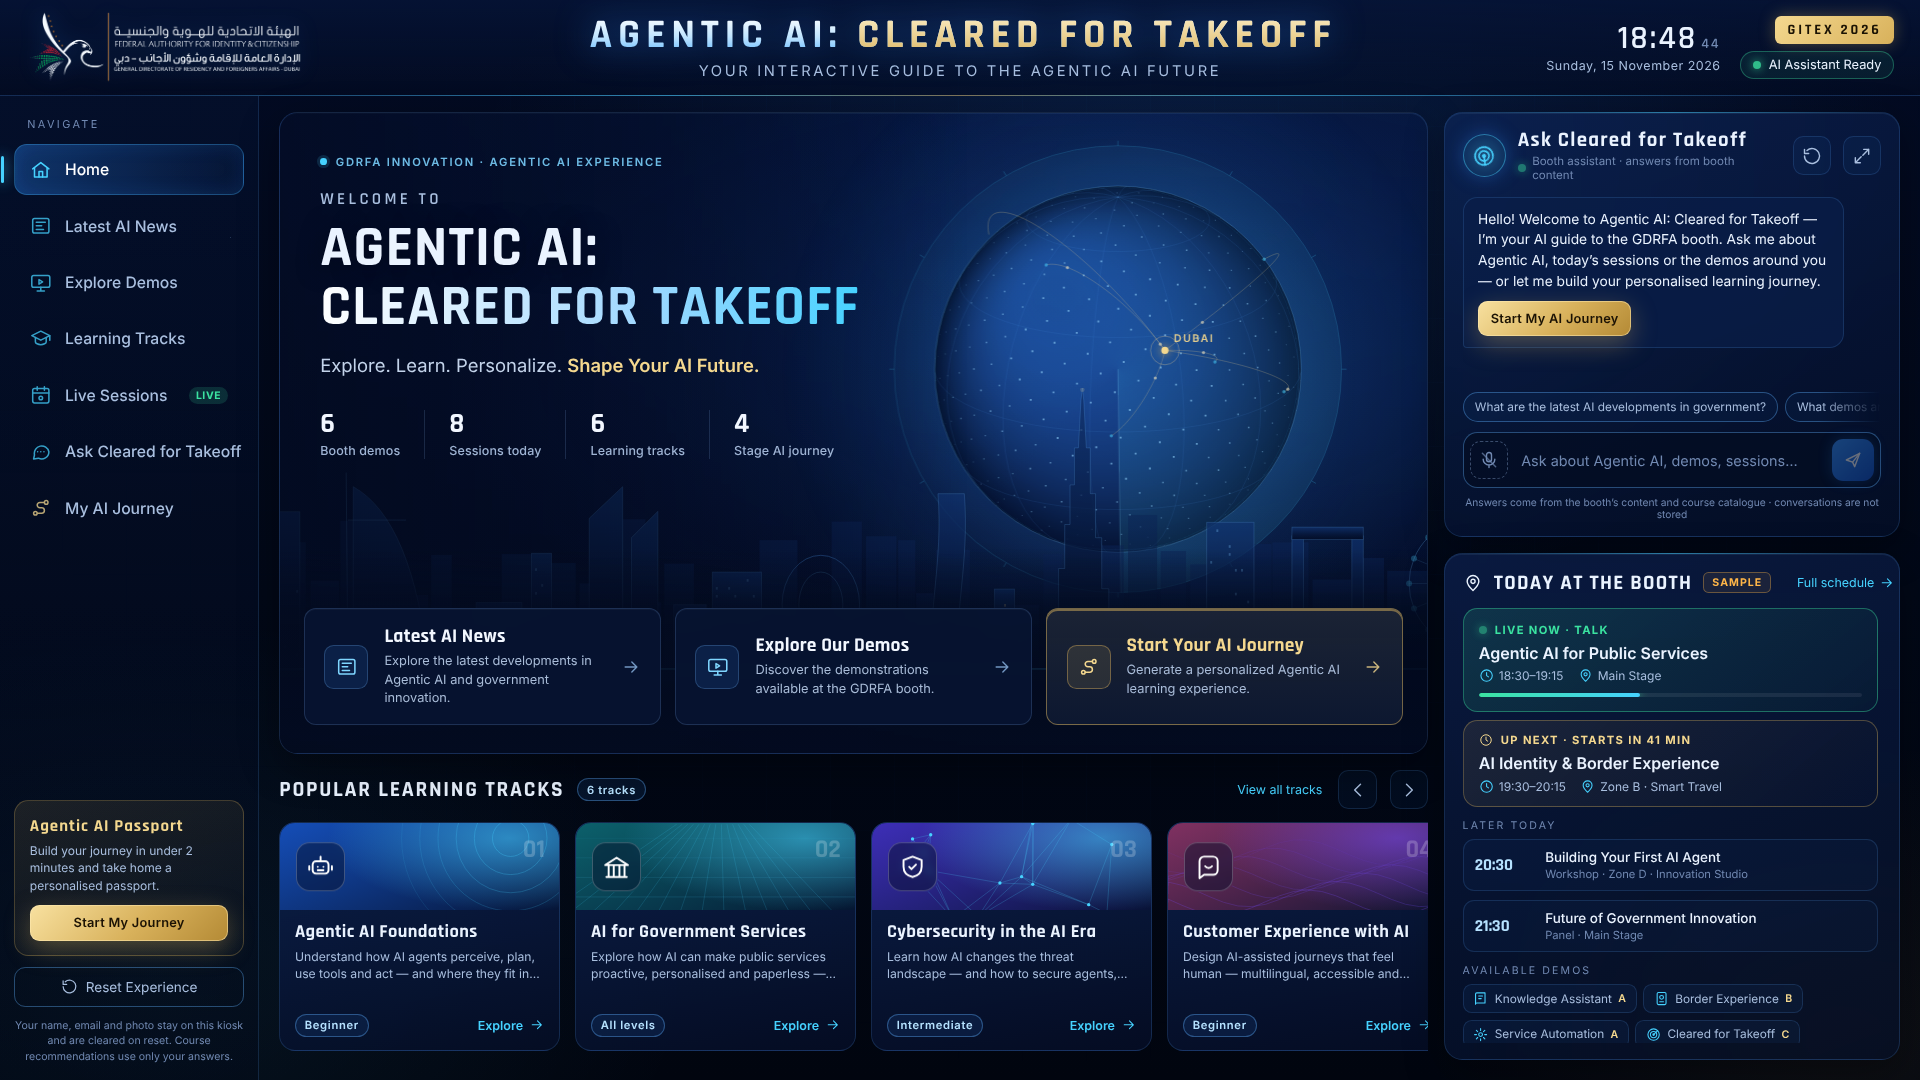 الهيئة الاتحادية للهــوية والجنسيــة
FEDERAL AUTHORITY FOR IDENTITY & CITIZENSHIP
الإدارة العامة للإقامة وشؤون الأجانب – دبي
GENERAL DIRECTORATE OF RESIDENCY AND FOREIGNERS AFFAIRS - DUBAI
AGENTIC AI: CLEARED FOR TAKEOFF
YOUR INTERACTIVE GUIDE TO THE AGENTIC AI FUTURE
18:48 44
Sunday, 15 November 2026
GITEX 2026
AI Assistant Ready
NAVIGATE
Home
Latest AI News
Explore Demos
Learning Tracks
Live Sessions LIVE
Ask Cleared for Takeoff
My AI Journey
Agentic AI Passport
Build your journey in under 2
minutes and take home a
personalised passport.
Start My Journey
Reset Experience
Your name, email and photo stay on this kiosk
and are cleared on reset. Course
recommendations use only your answers.
GDRFA INNOVATION · AGENTIC AI EXPERIENCE
WELCOME TO
AGENTIC AI:
CLEARED FOR TAKEOFF
Explore. Learn. Personalize. Shape Your AI Future.
6
Booth demos
8
Sessions today
6
Learning tracks
4
Stage AI journey
DUBAI
Latest AI News
Explore the latest developments in
Agentic AI and government
innovation.
Explore Our Demos
Discover the demonstrations
available at the GDRFA booth.
Start Your AI Journey
Generate a personalized Agentic AI
learning experience.
POPULAR LEARNING TRACKS 6 tracks
View all tracks
01
Agentic AI Foundations
Understand how AI agents perceive, plan,
use tools and act — and where they fit in...
Beginner Explore
02
AI for Government Services
Explore how AI can make public services
proactive, personalised and paperless —...
All levels Explore
03
Cybersecurity in the AI Era
Learn how AI changes the threat
landscape — and how to secure agents,...
Intermediate Explore
04
Customer Experience with AI
Design AI-assisted journeys that feel
human — multilingual, accessible and...
Beginner Explore
Ask Cleared for Takeoff
Booth assistant · answers from booth
content
Hello! Welcome to Agentic AI: Cleared for Takeoff —
I'm your AI guide to the GDRFA booth. Ask me about
Agentic AI, today's sessions or the demos around you
— or let me build your personalised learning journey.
Start My AI Journey
What are the latest AI developments in government?
What demos a
Ask about Agentic AI, demos, sessions...
Answers come from the booth's content and course catalogue · conversations are not
stored
TODAY AT THE BOOTH SAMPLE Full schedule
LIVE NOW · TALK
Agentic AI for Public Services
18:30–19:15 Main Stage
UP NEXT · STARTS IN 41 MIN
AI Identity & Border Experience
19:30–20:15 Zone B · Smart Travel
LATER TODAY
20:30
Building Your First AI Agent
Workshop · Zone D · Innovation Studio
21:30
Future of Government Innovation
Panel · Main Stage
AVAILABLE DEMOS
Knowledge Assistant A
Border Experience B
Service Automation A
Cleared for Takeoff C